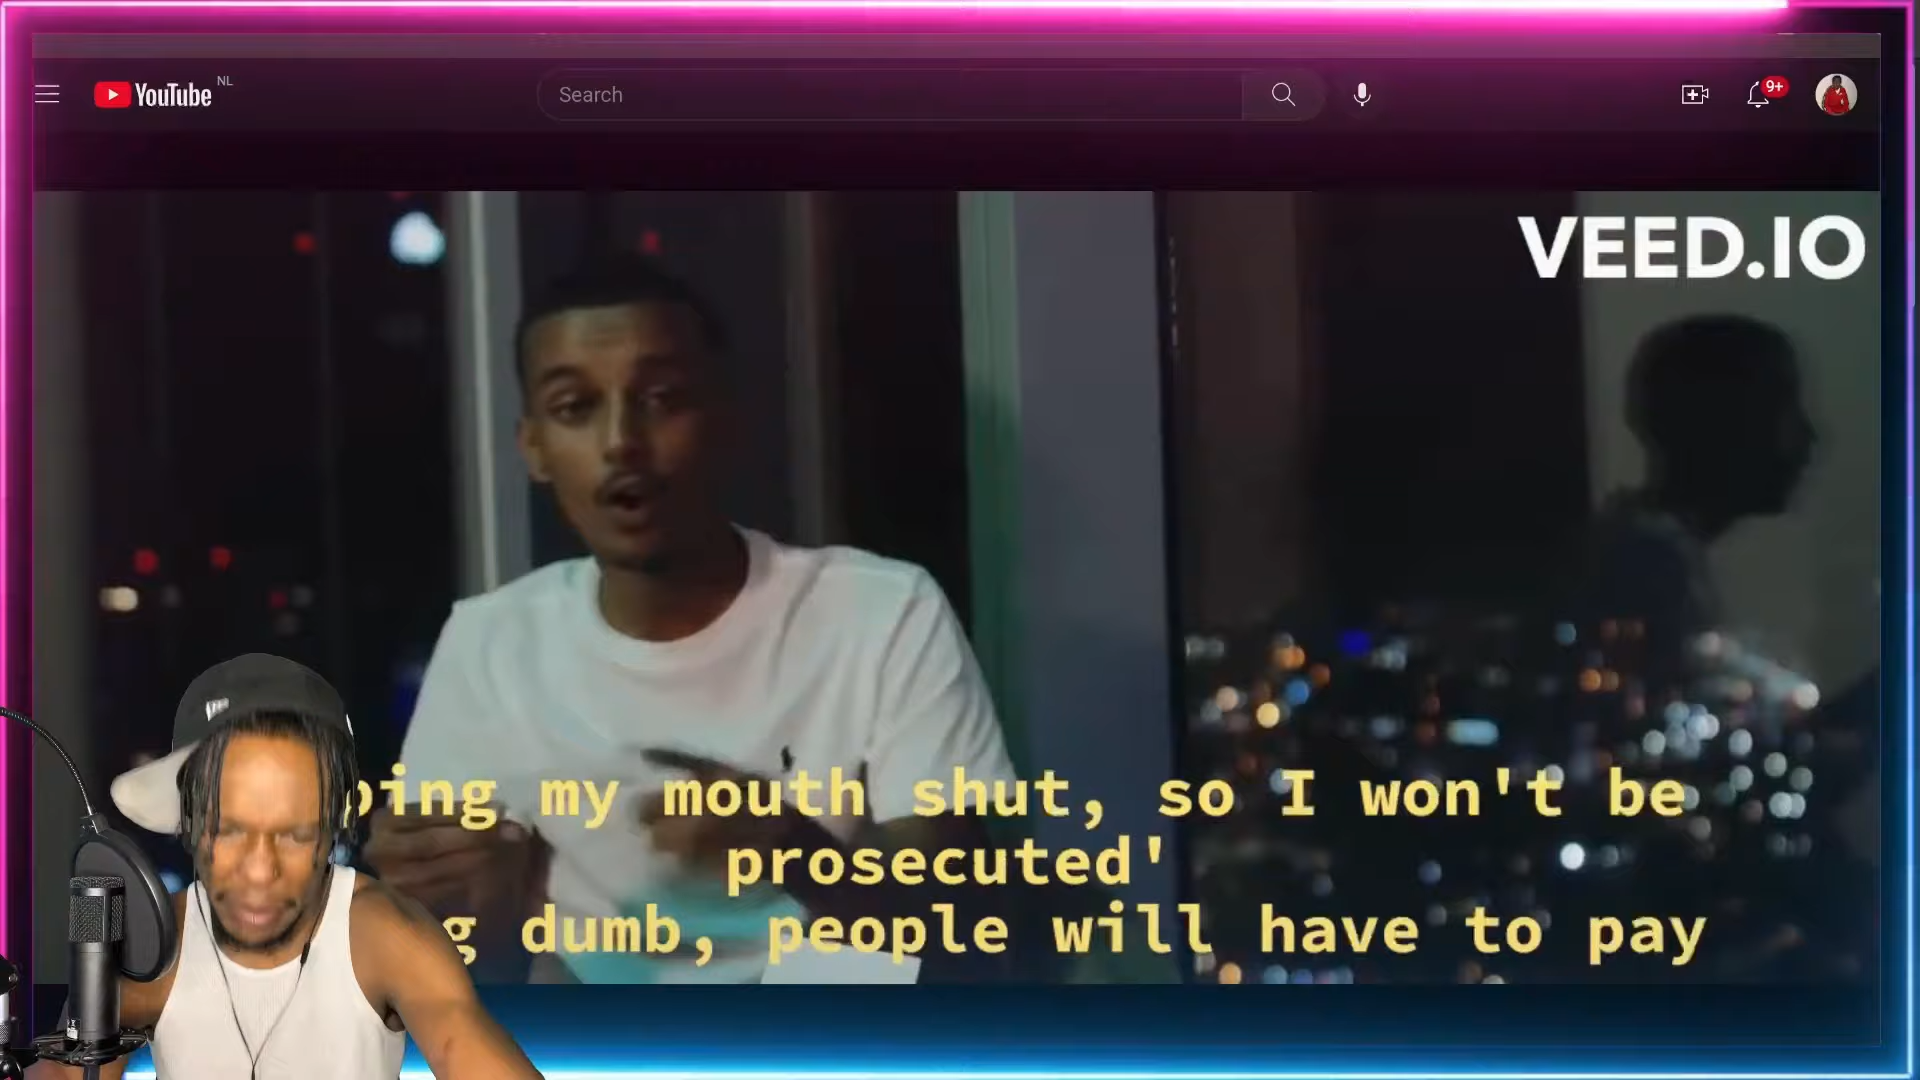 YouTube NL
Search
9+
VEED.IO
my mouth shut, so I won't be
prosecuted'
dumb, people will have to pay